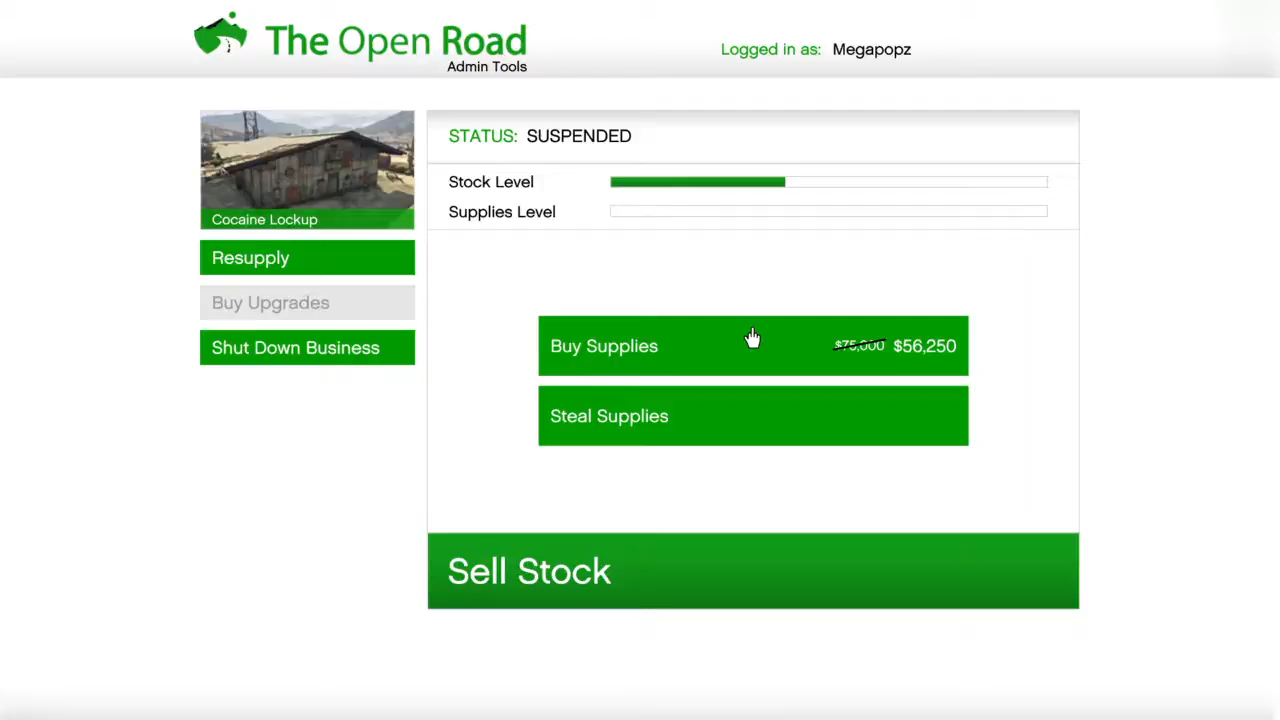 The Open Road
Admin Tools
Logged in as: Megapopz
Cocaine Lockup
Resupply
Buy Upgrades
Shut Down Business
STATUS: SUSPENDED
Stock Level
Supplies Level
Buy Supplies $75,000 $56,250
Steal Supplies
Sell Stock